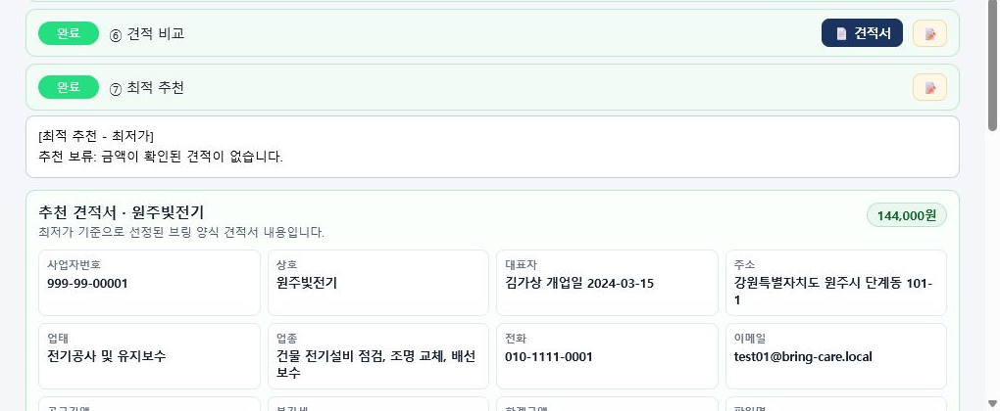 완료 ⑥ 견적 비교 견적서
완료 ⑦ 최적 추천
[최적 추천 - 최저가]
추천 보류: 금액이 확인된 견적이 없습니다.
추천 견적서 · 원주빛전기 144,000원
최저가 기준으로 선정된 브링 양식 견적서 내용입니다.
사업자번호
999-99-00001
상호
원주빛전기
대표자
김가상 개업일 2024-03-15
주소
강원특별자치도 원주시 단계동 101-
1
업태
전기공사 및 유지보수
업종
건물 전기설비 점검, 조명 교체, 배선
보수
전화
010-1111-0001
이메일
test01@bring-care.local